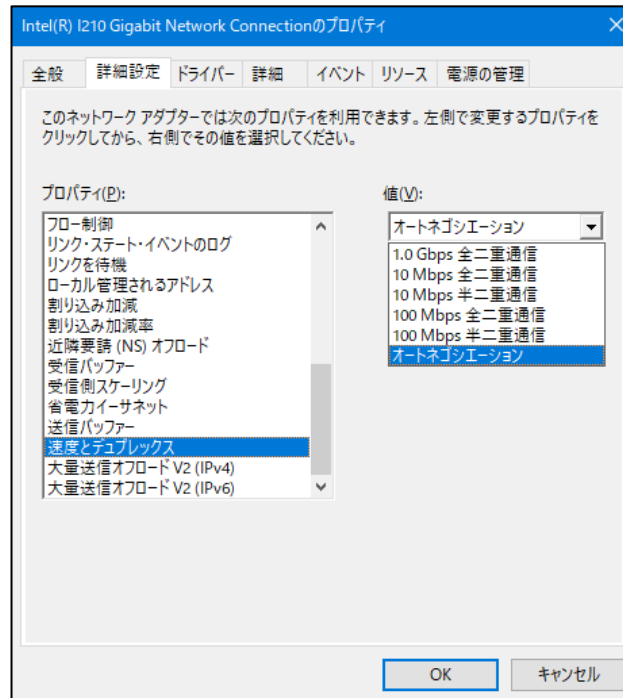 Intel(R) I210 Gigabit Network Connectionのプロパティ
全般 詳細設定 ドライバー 詳細 イベント リソース 電源の管理
このネットワーク アダプターでは次のプロパティを利用できます。左側で変更するプロパティを
クリックしてから、右側でその値を選択してください。
プロパティ(P):
フロー制御
リンク・ステート・イベントのログ
リンクを待機
ローカル管理されるアドレス
割り込み加減
割り込み加減率
近隣要請 (NS) オフロード
受信バッファー
受信側スケーリング
省電力イーサネット
送信バッファー
速度とデュプレックス
大量送信オフロード V2 (IPv4)
大量送信オフロード V2 (IPv6)
値(V):
オートネゴシエーション
1.0 Gbps 全二重通信
10 Mbps 全二重通信
10 Mbps 半二重通信
100 Mbps 全二重通信
100 Mbps 半二重通信
オートネゴシエーション
OK キャンセル